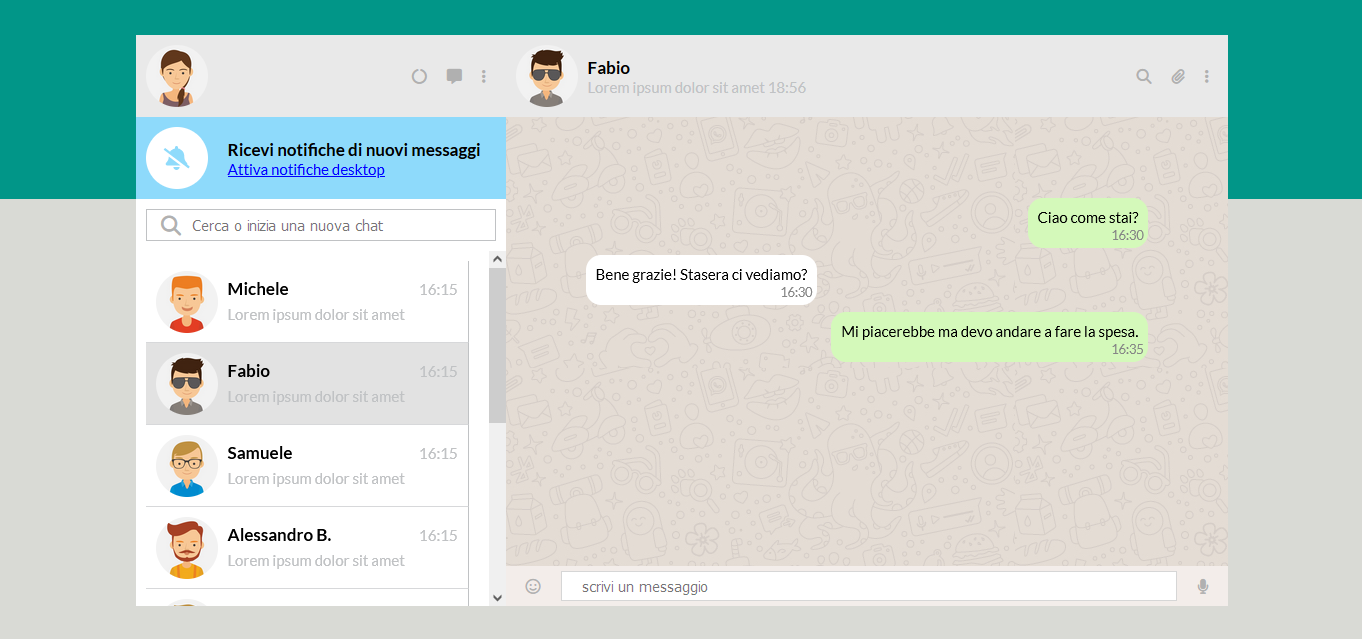 Fabio
Lorem ipsum dolor sit amet 18:56
Ricevi notifiche di nuovi messaggi
Attiva notifiche desktop
Cerca o inizia una nuova chat
Michele 16:15
Lorem ipsum dolor sit amet
Fabio 16:15
Lorem ipsum dolor sit amet
Samuele 16:15
Lorem ipsum dolor sit amet
Alessandro B. 16:15
Lorem ipsum dolor sit amet
Ciao come stai?
16:30
Bene grazie! Stasera ci vediamo?
16:30
Mi piacerebbe ma devo andare a fare la spesa.
16:35
scrivi un messaggio